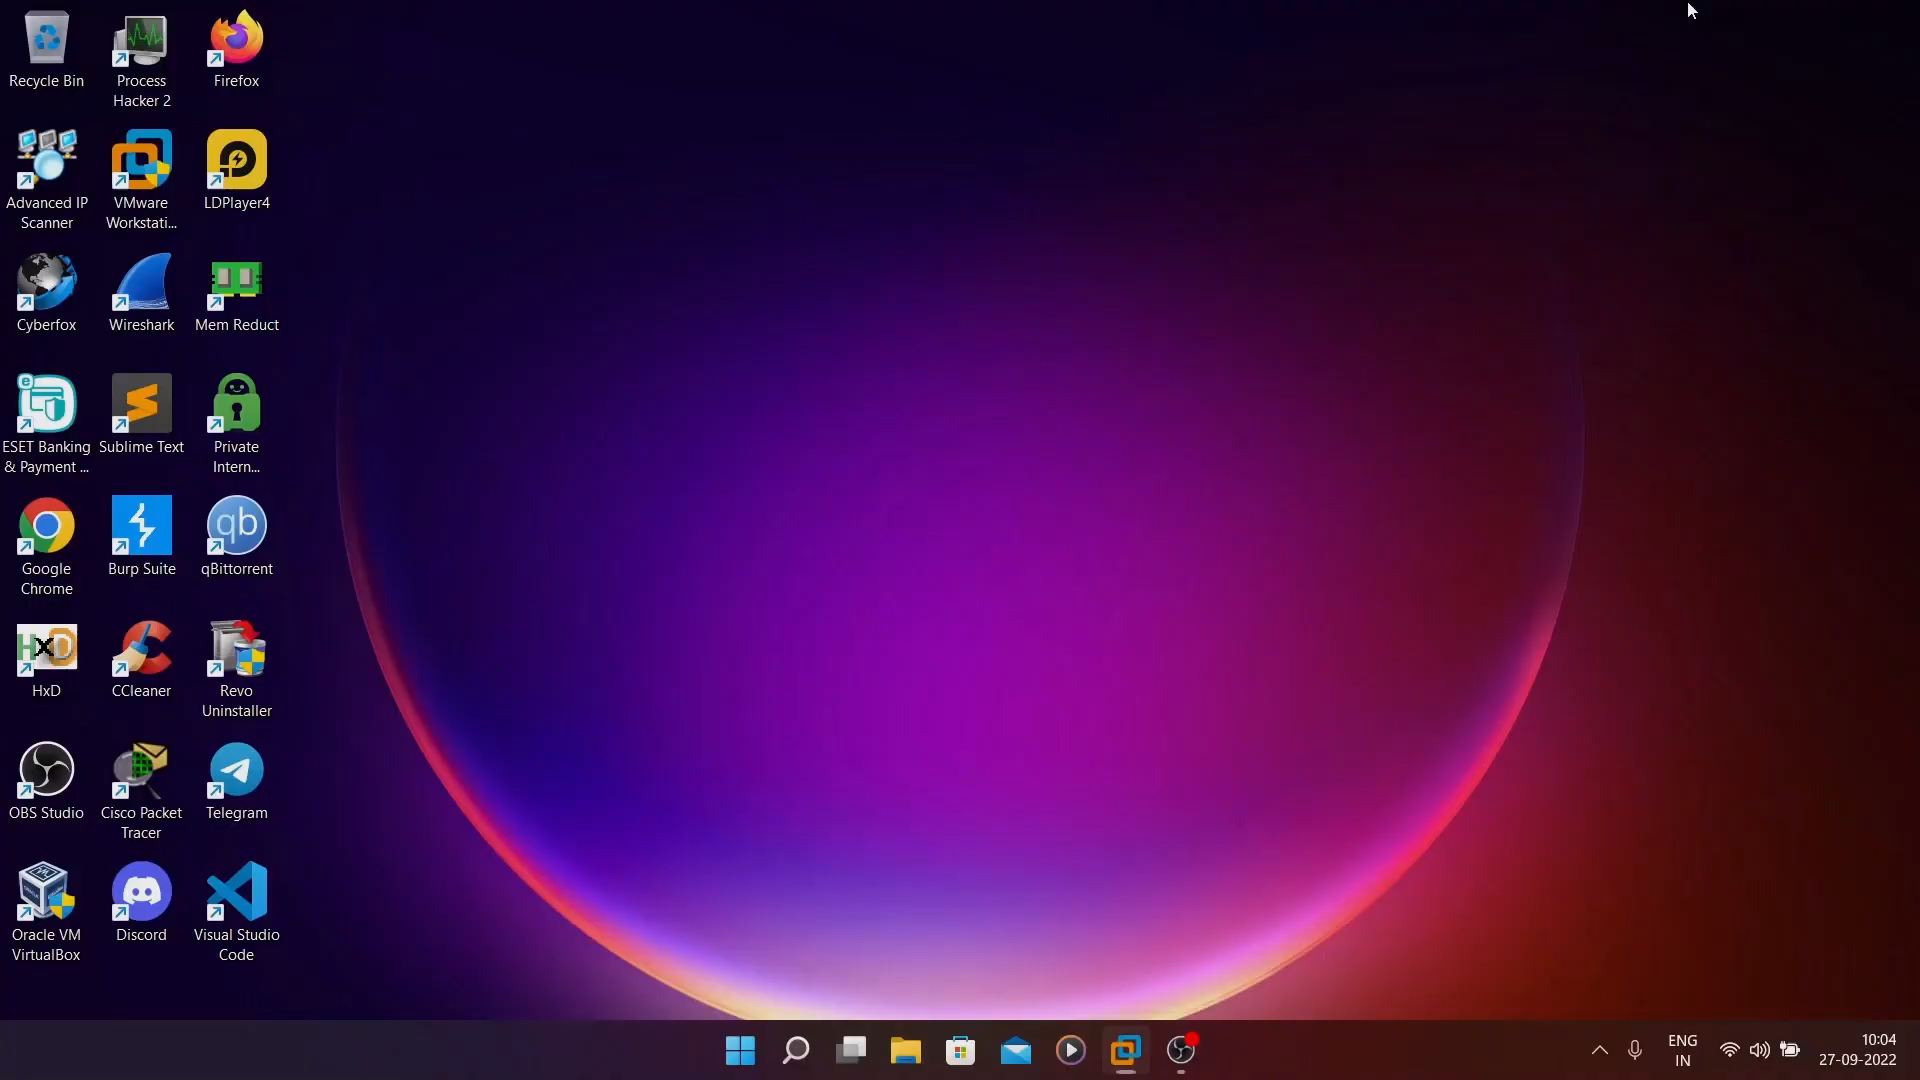 Recycle Bin
Process
Hacker 2
Firefox
Advanced IP
Scanner
VMware
Workstati...
LDPlayer4
Cyberfox
Wireshark
Mem Reduct
e
ESET Banking
& Payment ...
Sublime Text
Private
Intern...
Google
Chrome
Burp Suite
qb
qBittorrent
HxD
HxD
CCleaner
Revo
Uninstaller
OBS Studio
Cisco Packet
Tracer
Telegram
Oracle VM
VirtualBox
Discord
Visual Studio
Code
ENG
IN
10:04
27-09-2022